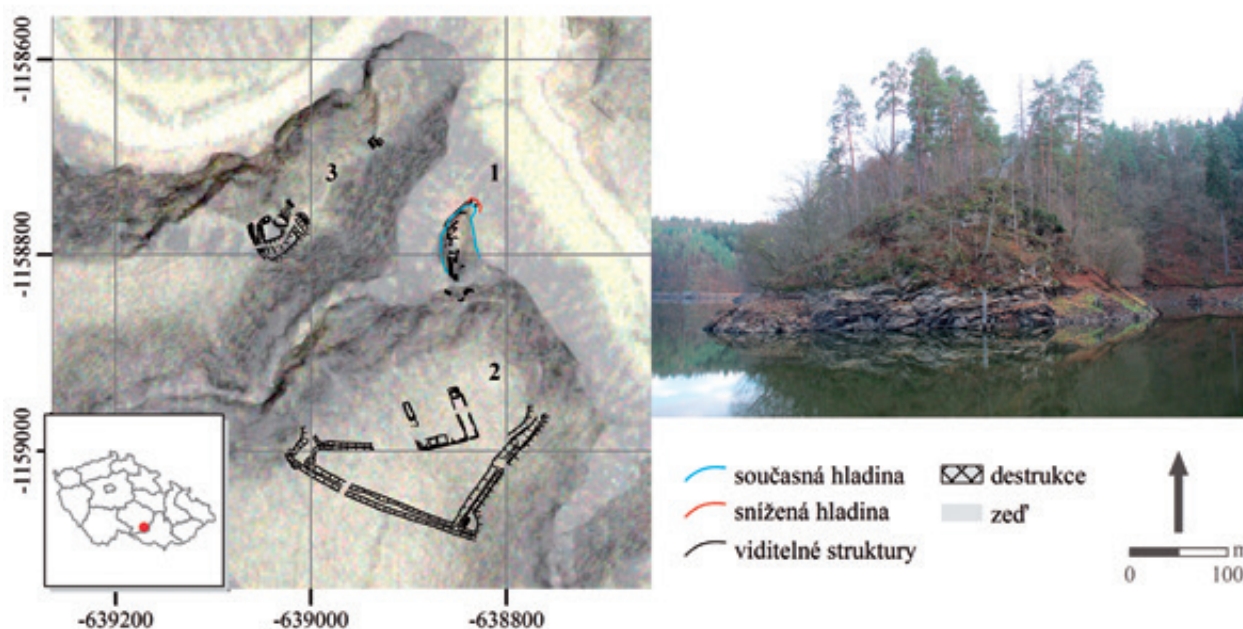 -1158600
3
1
-1158800
2
-1159000
-639200
-639000
-638800
současná hladina
snížená hladina
viditelné struktury
destrukce
zeď
m
0
100